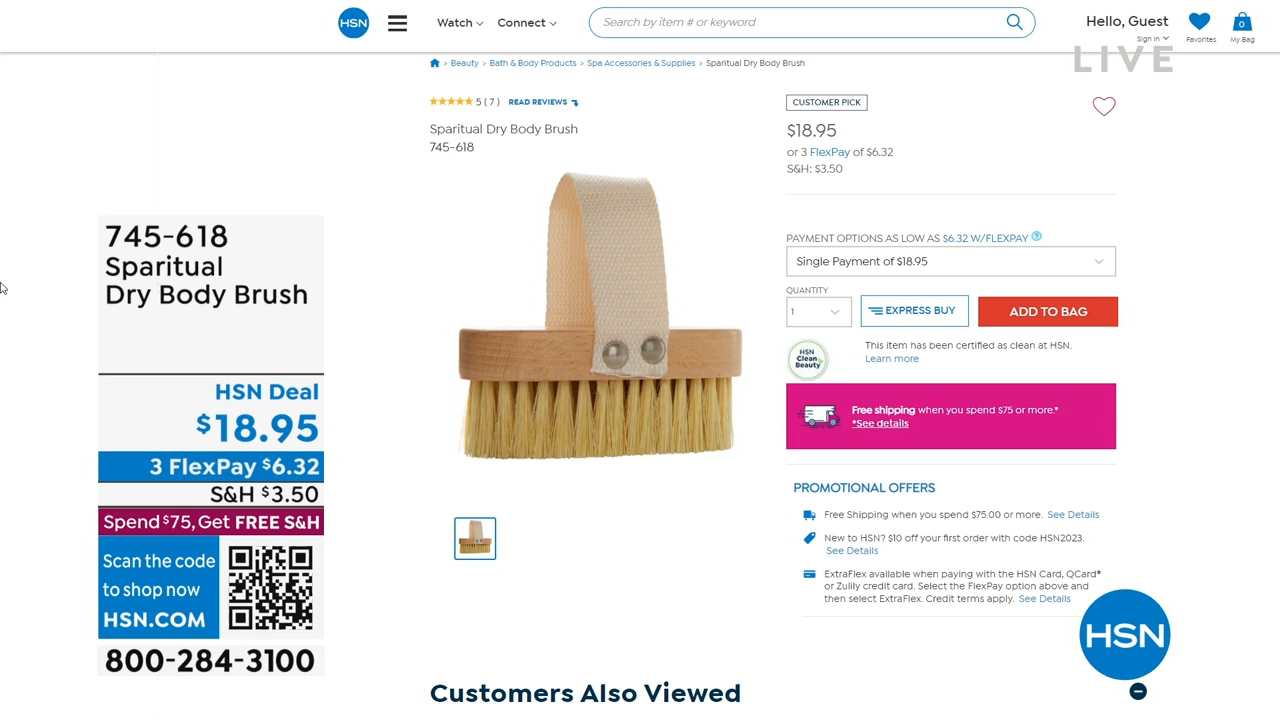 HSN
Watch
Connect
Search by item # or keyword
Hello, Guest
Sign in
Favorites
0
My Bag
LIVE
> Beauty > Bath & Body Products > Spa Accessories & Supplies > Sparitual Dry Body Brush
5 ( 7 ) READ REVIEWS
Sparitual Dry Body Brush
745-618
CUSTOMER PICK
$18.95
or 3 FlexPay of $6.32
S&H: $3.50
PAYMENT OPTIONS AS LOW AS $6.32 W/FLEXPAY ?
Single Payment of $18.95
QUANTITY
1
EXPRESS BUY
ADD TO BAG
HSN
Clean
Beauty
This item has been certified as clean at HSN.
Learn more
Free shipping when you spend $75 or more.*
*See details
PROMOTIONAL OFFERS
Free Shipping when you spend $75.00 or more. See Details
New to HSN? $10 off your first order with code HSN2023.
See Details
ExtraFlex available when paying with the HSN Card, QCard®
or Zulily credit card. Select the FlexPay option above and
then select ExtraFlex. Credit terms apply. See Details
745-618
Sparitual
Dry Body Brush
HSN Deal
$18.95
3 FlexPay $6.32
S&H $3.50
Spend $75, Get FREE S&H
Scan the code
to shop now
HSN.COM
800-284-3100
HSN
Customers Also Viewed